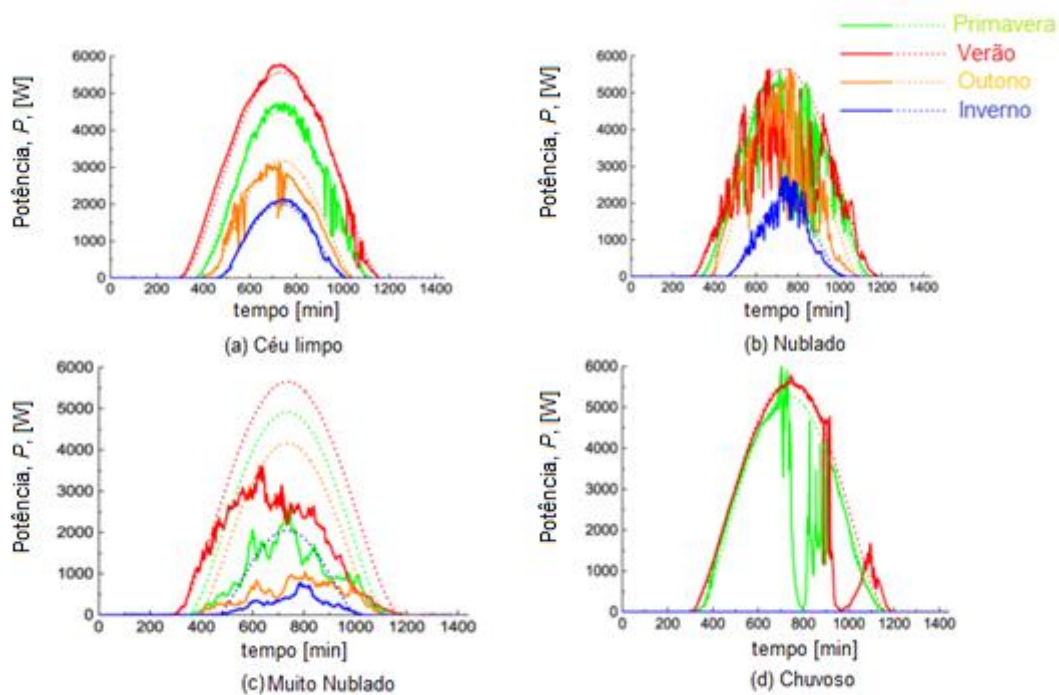 Primavera
Verão
Outono
Inverno
Potência, P, [W]
6000
5000
4000
3000
2000
1000
0
0 200 400 600 800 1000 1200 1400
tempo [min]
(a) Céu limpo
Potência, P, [W]
6000
5000
4000
3000
2000
1000
0
0 200 400 600 800 1000 1200 1400
tempo [min]
(b) Nublado
Potência, P, [W]
6000
5000
4000
3000
2000
1000
0
0 200 400 600 800 1000 1200 1400
tempo [min]
(c) Muito Nublado
Potência, P, [W]
6000
5000
4000
3000
2000
1000
0
0 200 400 600 800 1000 1200 1400
tempo [min]
(d) Chuvoso